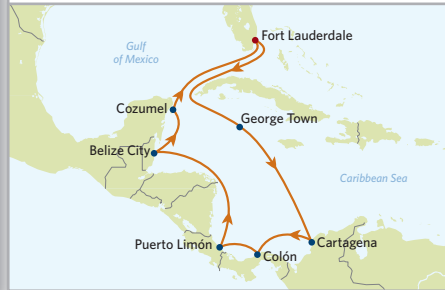 Fort Lauderdale
Gulf
of Mexico
Cozumel
George Town
Belize City
Caribbean Sea
Puerto Limón
Cartagena
Colón